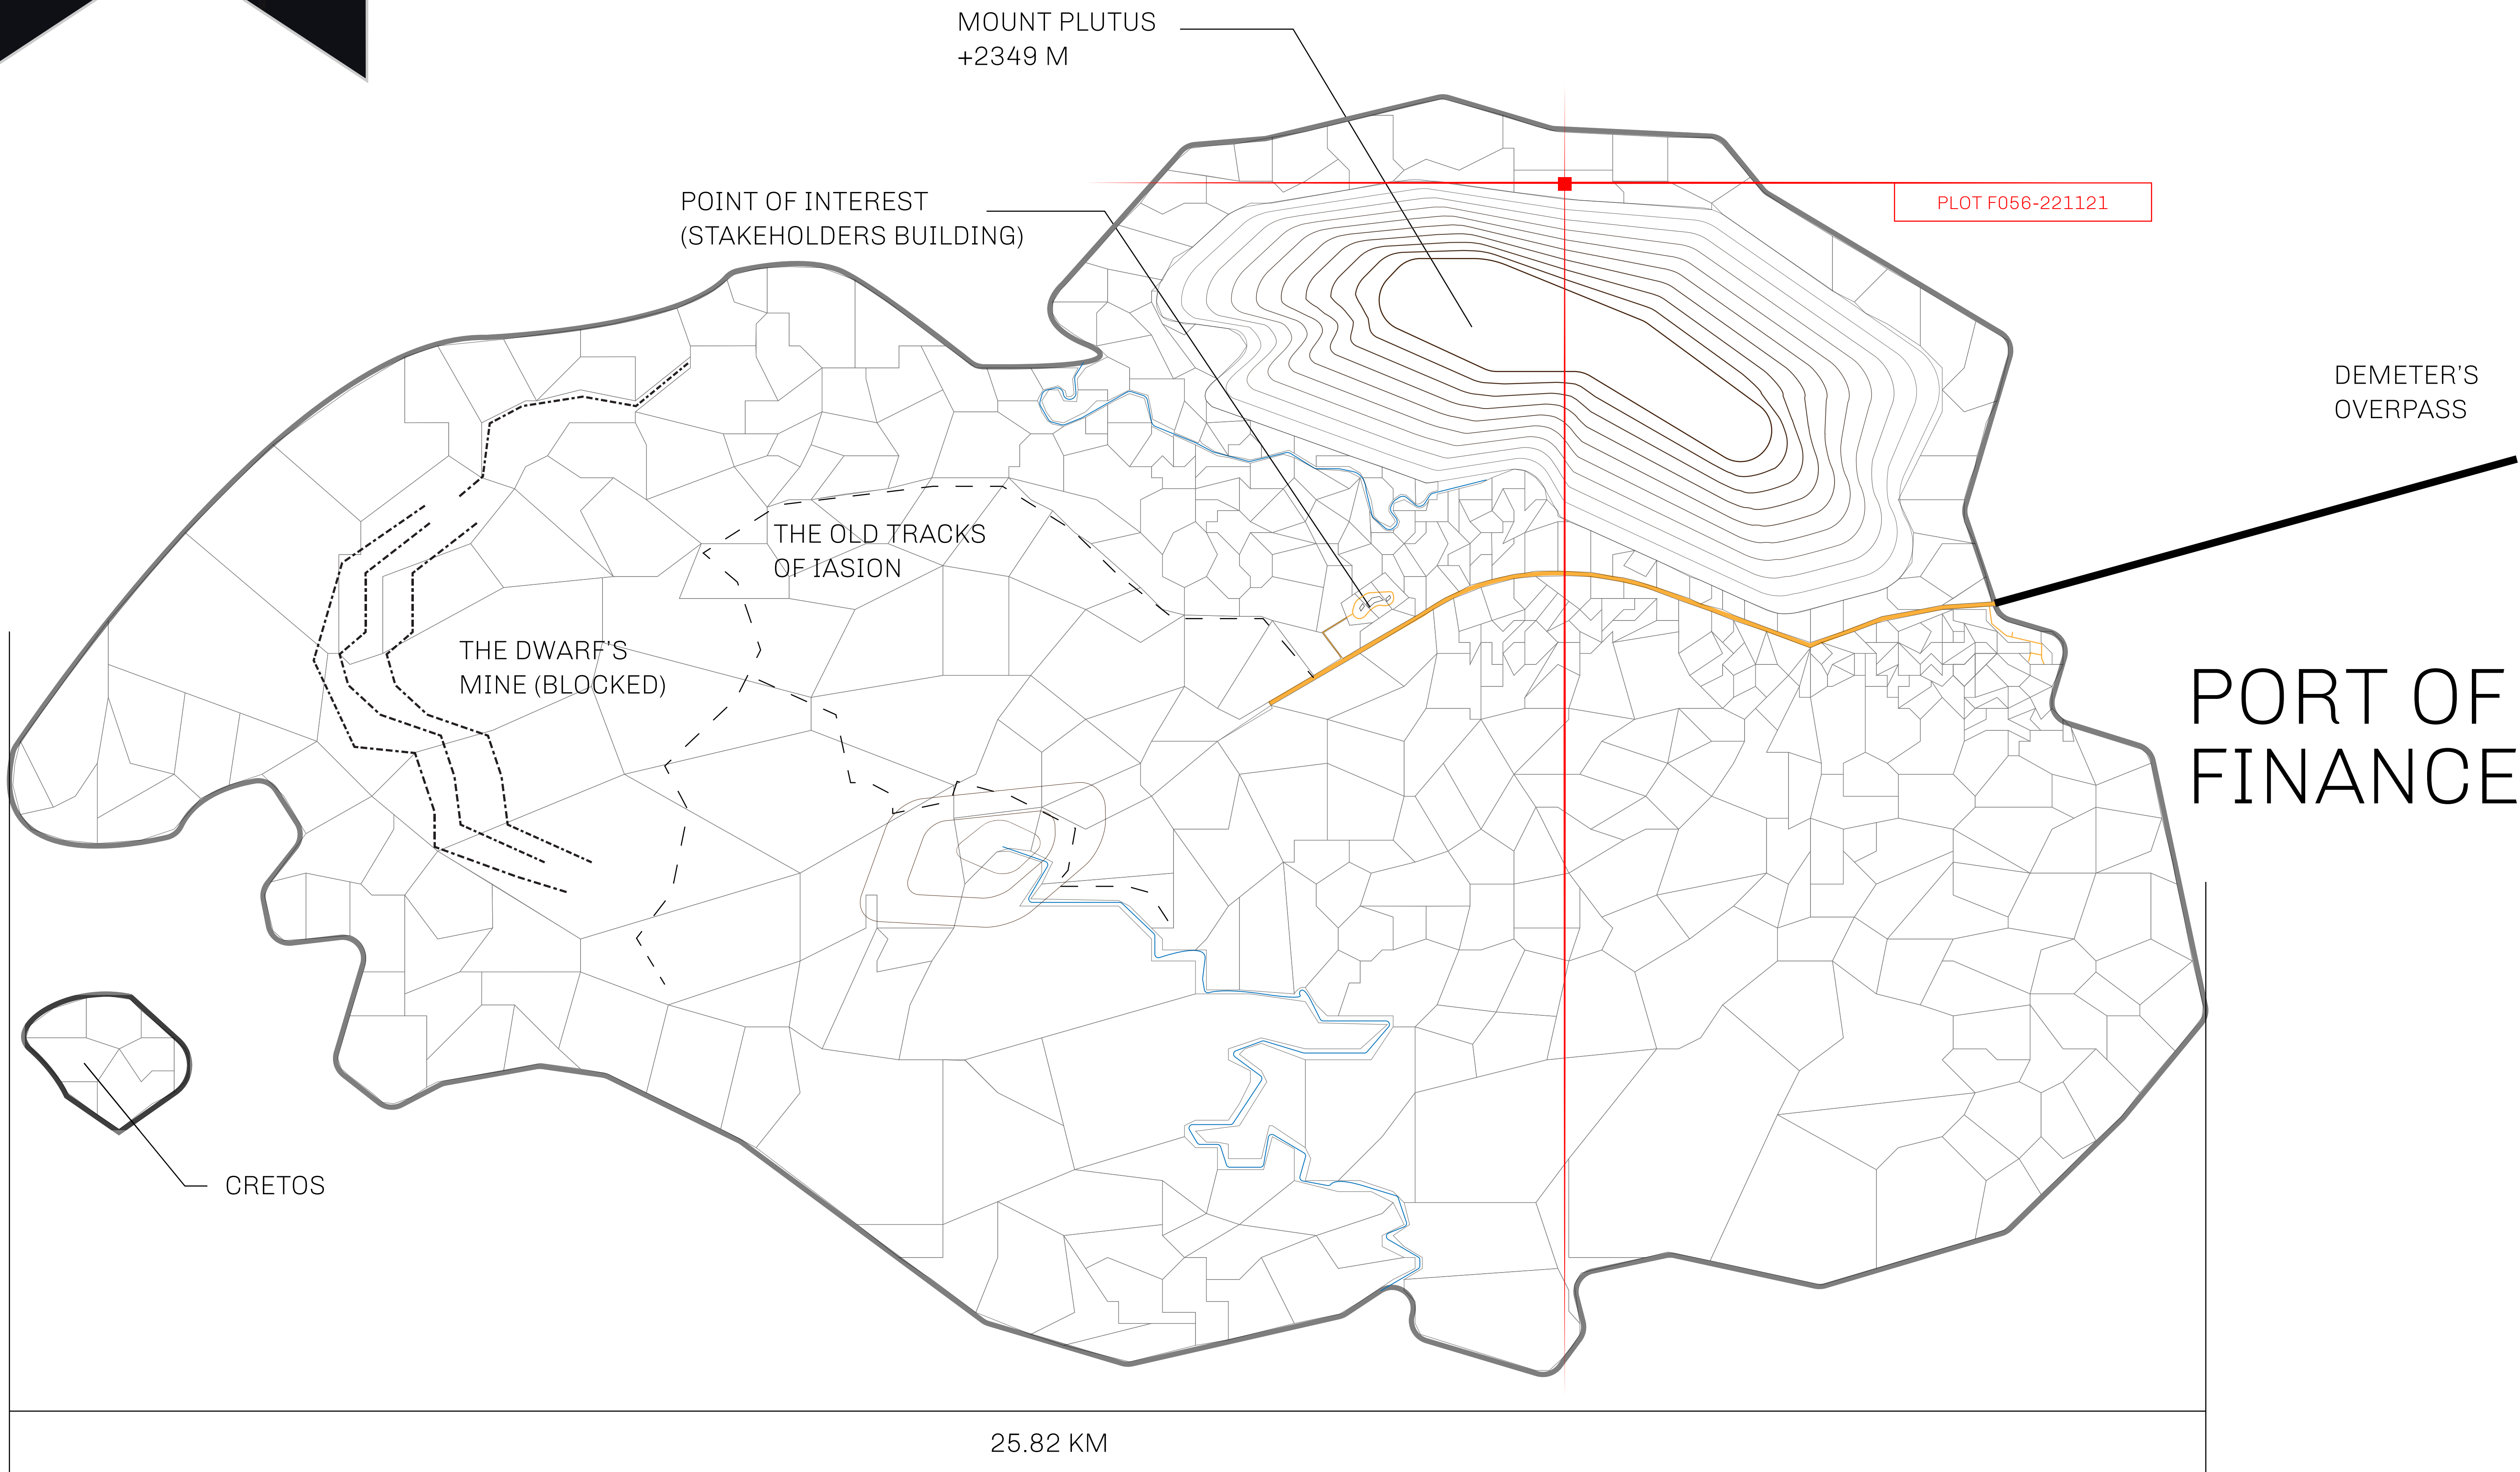 MOUNT PLUTUS
+2349 M
POINT OF INTEREST
(STAKEHOLDERS BUILDING)
PLOT F056-221121
DEMETER'S
OVERPASS
THE OLD TRACKS
OF IASION
THE DWARF'S
MINE (BLOCKED)
PORT OF
FINANCE
CRETOS
25.82 KM